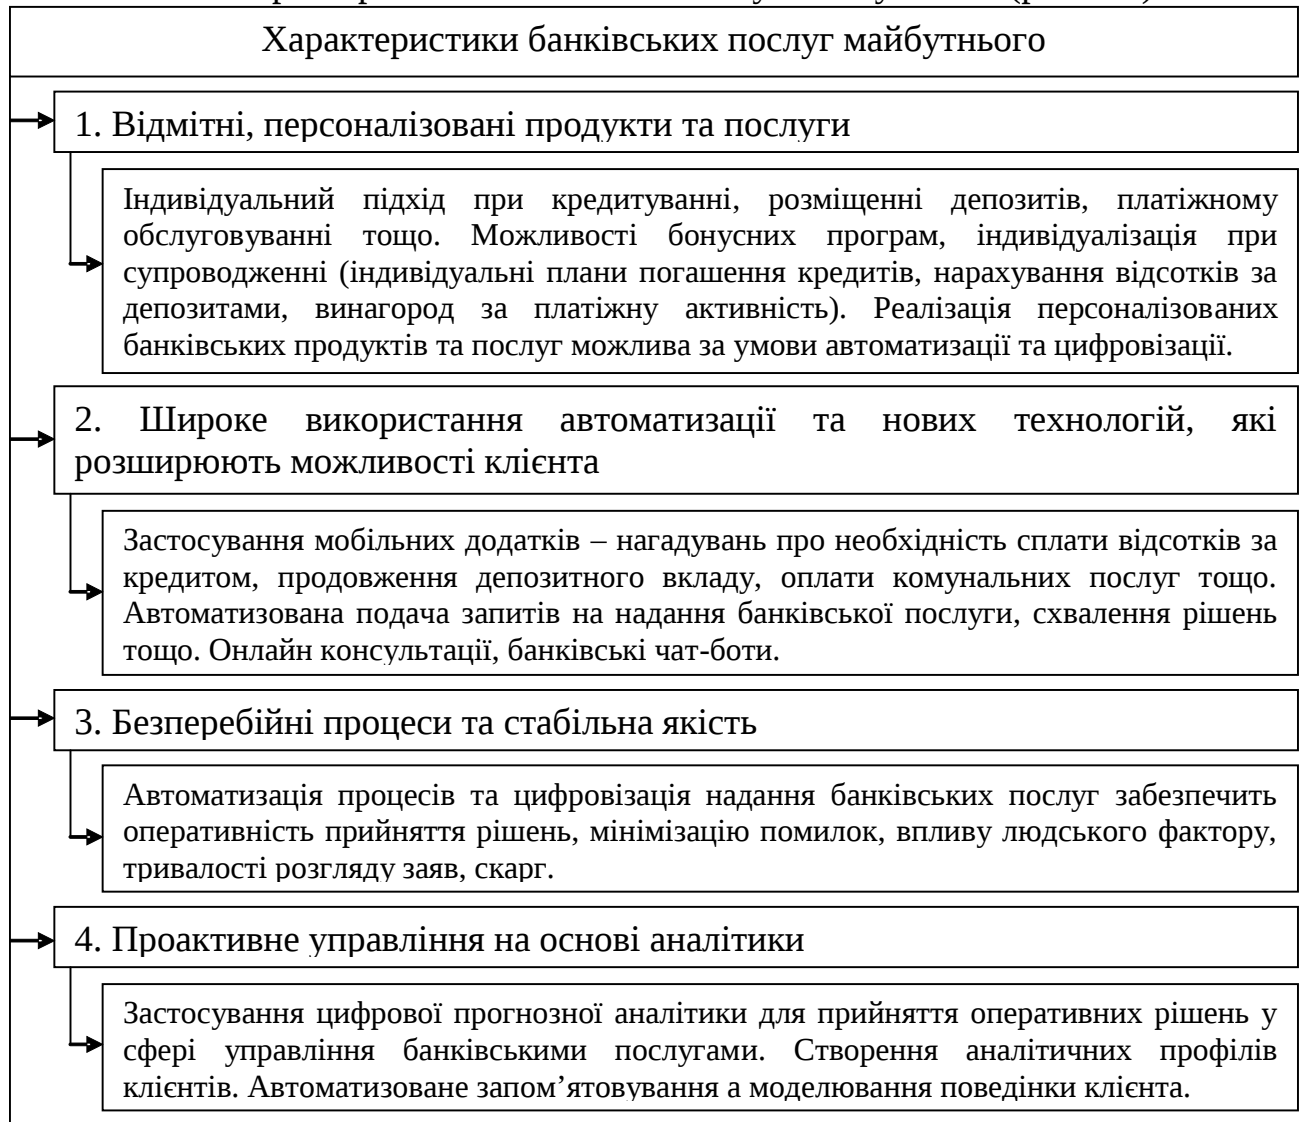 Характеристики банківських послуг майбутнього
1. Відмітні, персоналізовані продукти та послуги
Індивідуальний підхід при кредитуванні, розміщенні депозитів, платіжному
обслуговуванні тощо. Можливості бонусних програм, індивідуалізація при
супроводженні (індивідуальні плани погашення кредитів, нарахування відсотків за
депозитами, винагород за платіжну активність). Реалізація персоналізованих
банківських продуктів та послуг можлива за умови автоматизації та цифровізації.
2. Широке використання автоматизації та нових технологій, які
розширюють можливості клієнта
Застосування мобільних додатків – нагадувань про необхідність сплати відсотків за
кредитом, продовження депозитного вкладу, оплати комунальних послуг тощо.
Автоматизована подача запитів на надання банківської послуги, схвалення рішень
тощо. Онлайн консультації, банківські чат-боти.
3. Безперебійні процеси та стабільна якість
Автоматизація процесів та цифровізація надання банківських послуг забезпечить
оперативність прийняття рішень, мінімізацію помилок, впливу людського фактору,
тривалості розгляду заяв, скарг.
4. Проактивне управління на основі аналітики
Застосування цифрової прогнозної аналітики для прийняття оперативних рішень у
сфері управління банківськими послугами. Створення аналітичних профілів
клієнтів. Автоматизоване запом’ятовування а моделювання поведінки клієнта.